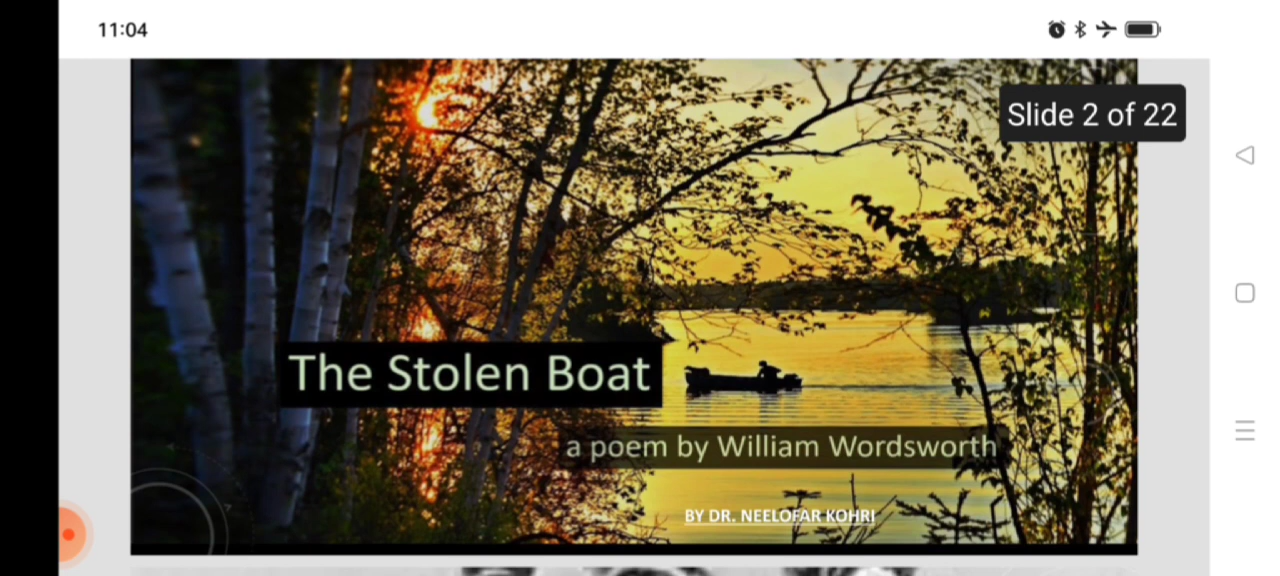 11:04
Slide 2 of 22
The Stolen Boat
a poem by William Wordsworth
BY DR. NEELOFAR KOHRI